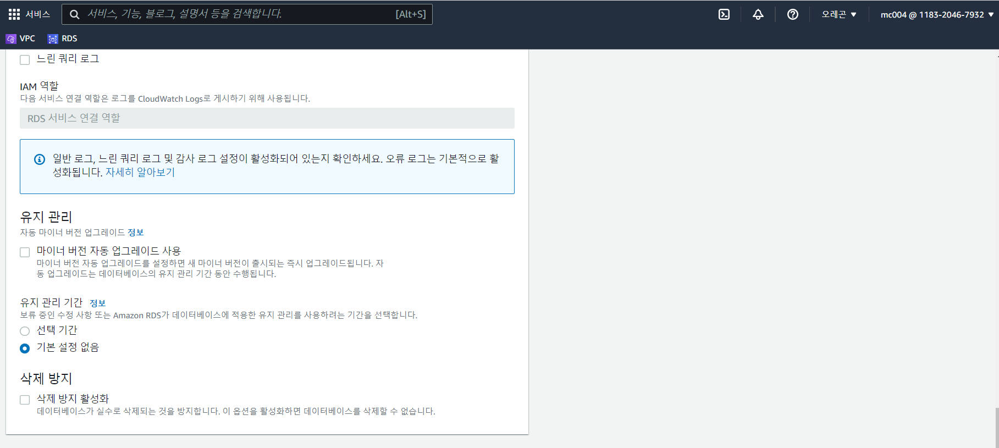 서비스
서비스, 기능, 블로그, 설명서 등을 검색합니다.
[Alt+S]
오레곤
mc004 @ 1183-2046-7932
VPC
RDS
느린 쿼리 로그
IAM 역할
다음 서비스 연결 역할은 로그를 CloudWatch Logs로 게시하기 위해 사용됩니다.
RDS 서비스 연결 역할
일반 로그, 느린 쿼리 로그 및 감사 로그 설정이 활성화되어 있는지 확인하세요. 오류 로그는 기본적으로 활
성화됩니다. 자세히 알아보기
유지 관리
자동 마이너 버전 업그레이드 정보
마이너 버전 자동 업그레이드 사용
마이너 버전 자동 업그레이드를 설정하면 새 마이너 버전이 출시되는 즉시 업그레이드됩니다. 자
동 업그레이드는 데이터베이스의 유지 관리 기간 동안 수행됩니다.
유지 관리 기간 정보
보류 중인 수정 사항 또는 Amazon RDS가 데이터베이스에 적용한 유지 관리를 사용하려는 기간을 선택합니다.
선택 기간
기본 설정 없음
삭제 방지
삭제 방지 활성화
데이터베이스가 실수로 삭제되는 것을 방지합니다. 이 옵션을 활성화하면 데이터베이스를 삭제할 수 없습니다.